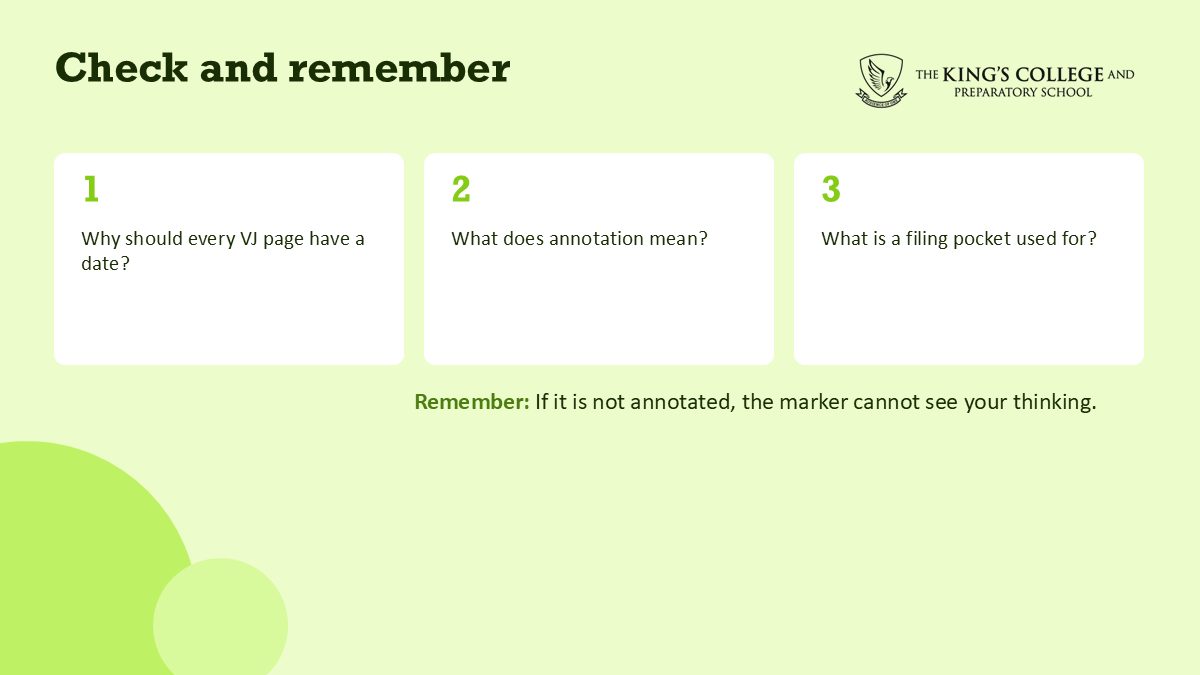 Check and remember
THE KING'S COLLEGE AND
PREPARATORY SCHOOL
1
Why should every VJ page have a
date?
2
What does annotation mean?
3
What is a filing pocket used for?
Remember: If it is not annotated, the marker cannot see your thinking.